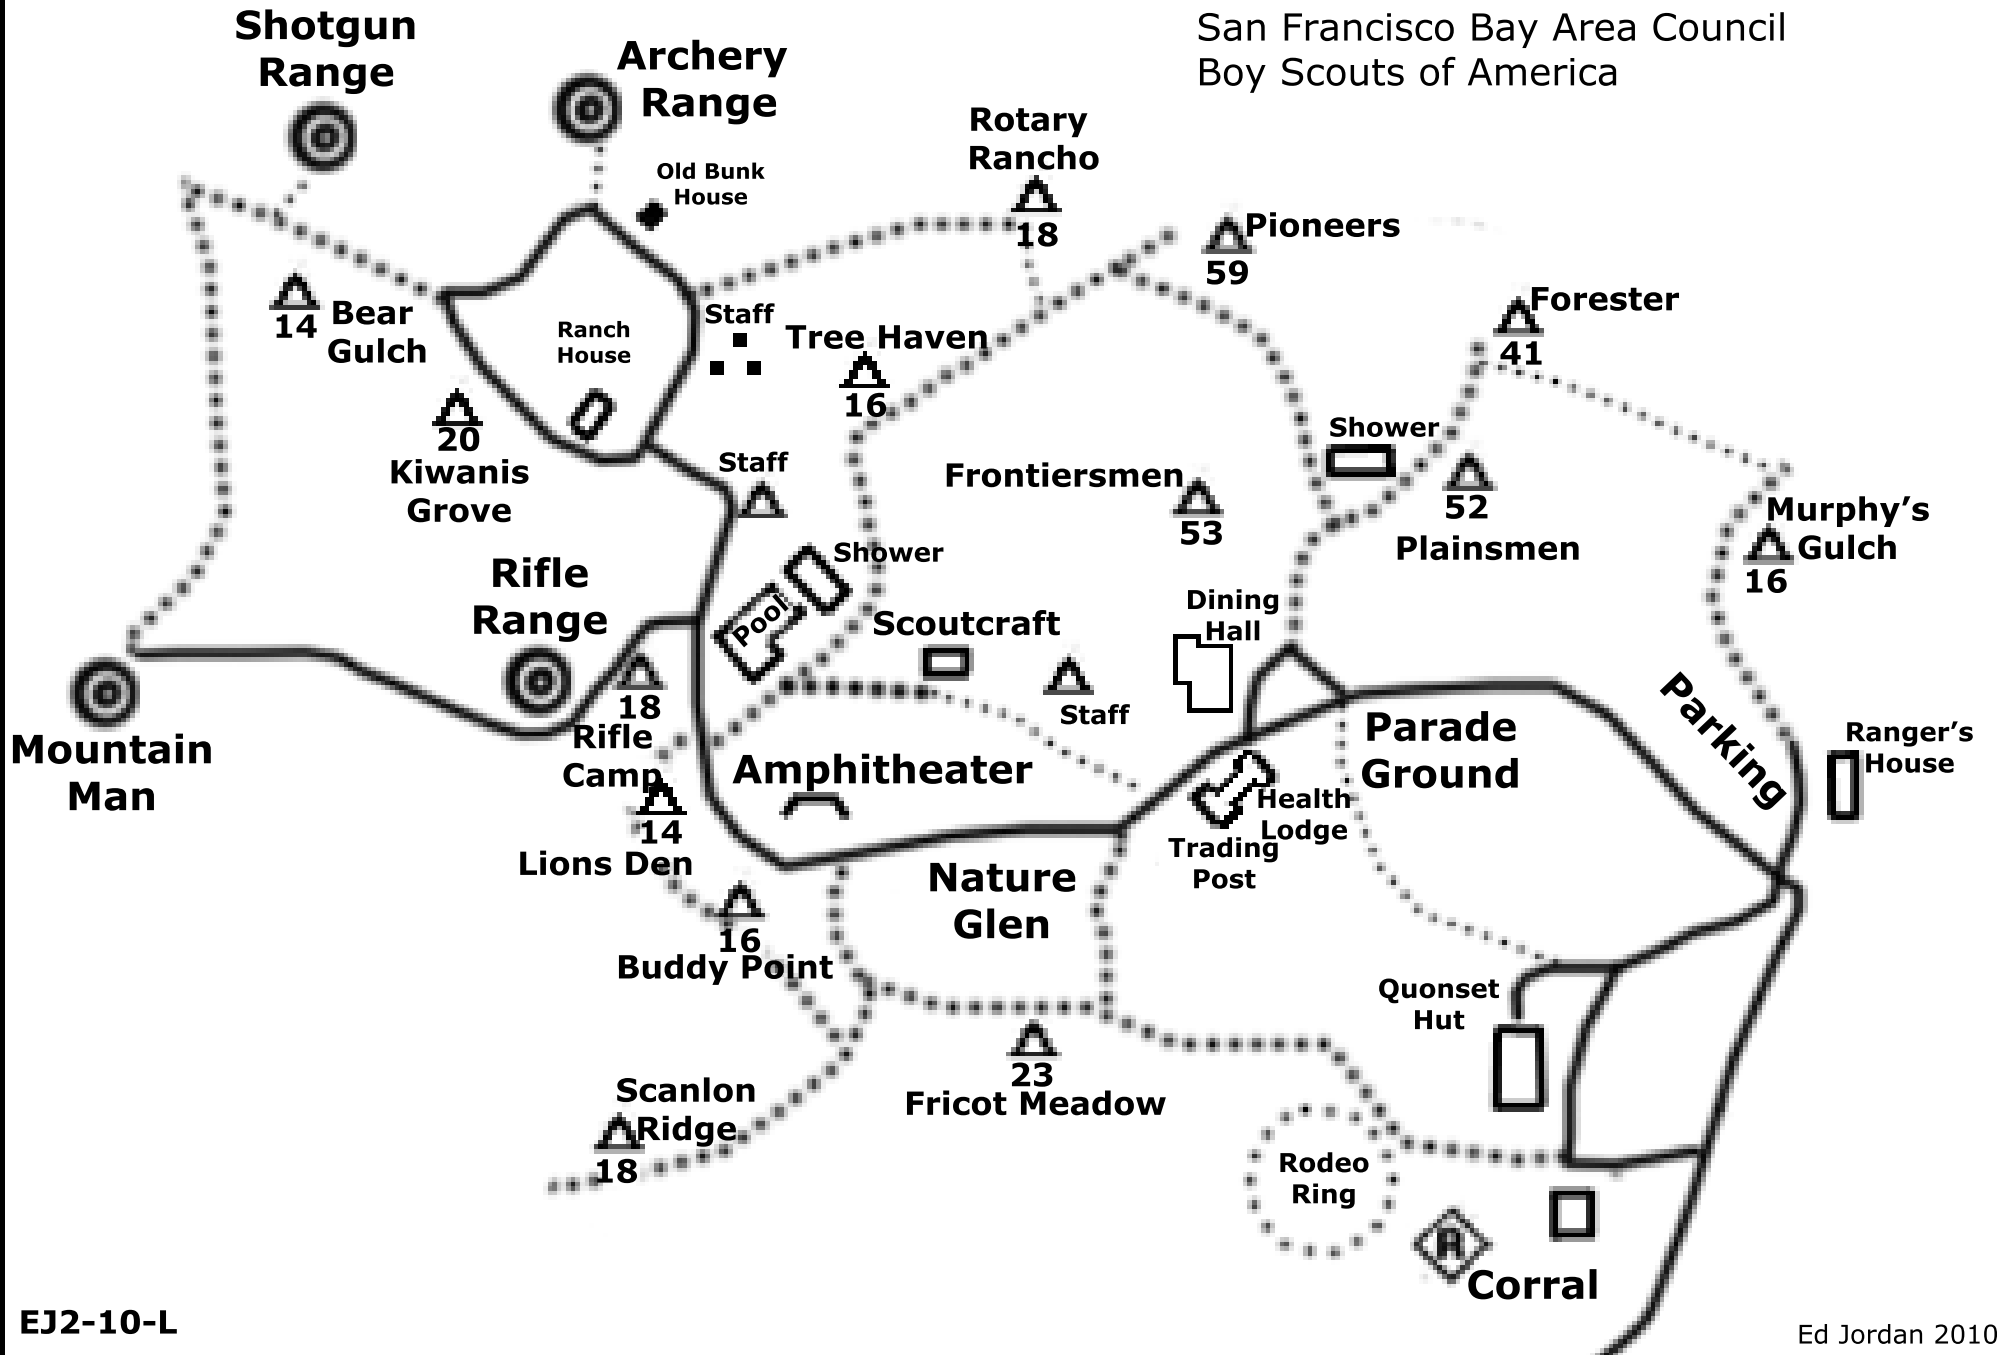 San Francisco Bay Area Council
Boy Scouts of America
Shotgun
Range
Archery
Range
Old Bunk
House
Rotary
Rancho
18
Pioneers
59
Forester
41
14
Bear
Gulch
Ranch
House
Staff
Tree Haven
16
20
Kiwanis
Grove
Staff
Frontiersmen
53
Shower
52
Plainsmen
Murphy's
Gulch
16
Rifle
Range
Shower
Pool
Scoutcraft
Staff
Dining
Hall
18
Rifle
Camp
Mountain
Man
Amphitheater
Parade
Ground
Parking
Ranger's
House
Health
Lodge
Trading
Post
14
Lions Den
Nature
Glen
16
Buddy Point
Quonset
Hut
23
Fricot Meadow
Scanlon
Ridge
18
Rodeo
Ring
R
Corral
EJ2-10-L
Ed Jordan 2010